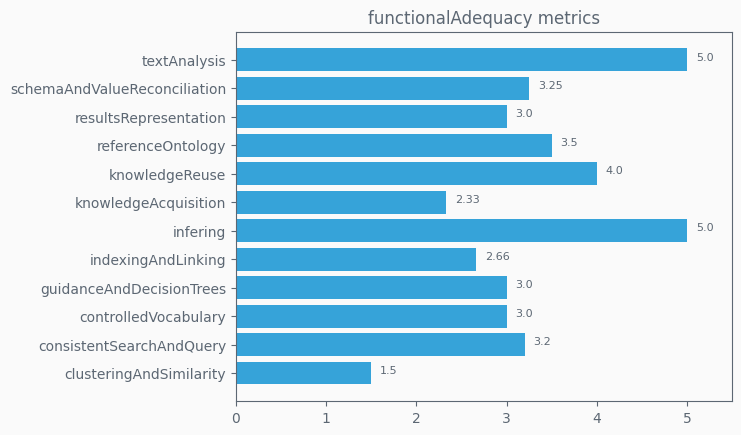 functionalAdequacy metrics
textAnalysis 5.0
schemaAndValueReconciliation 3.25
resultsRepresentation 3.0
referenceOntology 3.5
knowledgeReuse 4.0
knowledgeAcquisition 2.33
infering 5.0
indexingAndLinking 2.66
guidanceAndDecisionTrees 3.0
controlledVocabulary 3.0
consistentSearchAndQuery 3.2
clusteringAndSimilarity 1.5
0 1 2 3 4 5